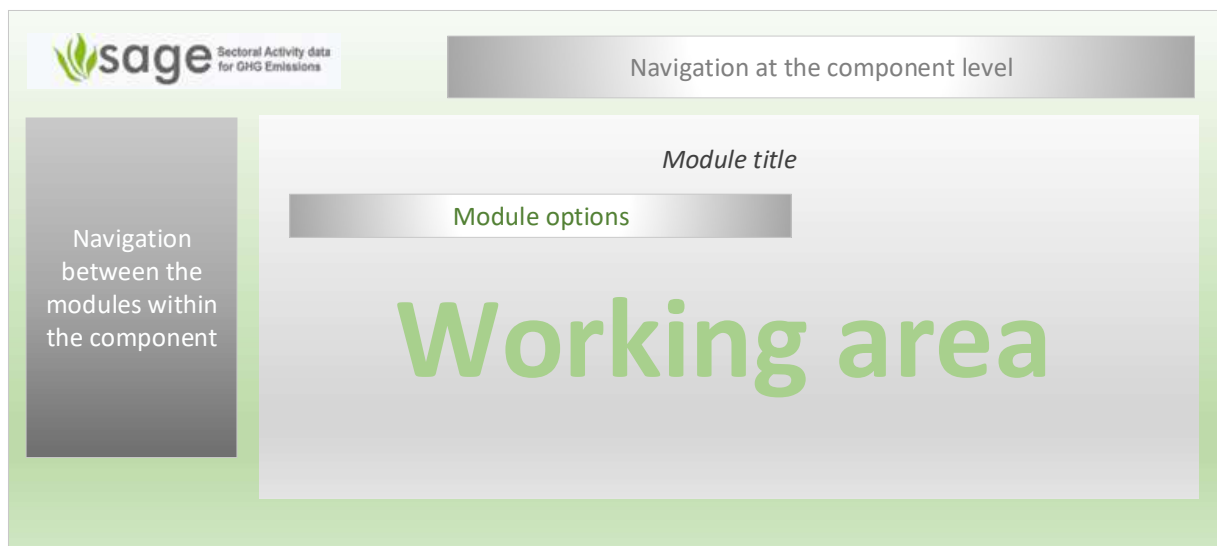 sage Sectoral Activity data
for GHG Emissions
Navigation at the component level
Module title
Module options
Navigation
between the
modules within
the component
Working area